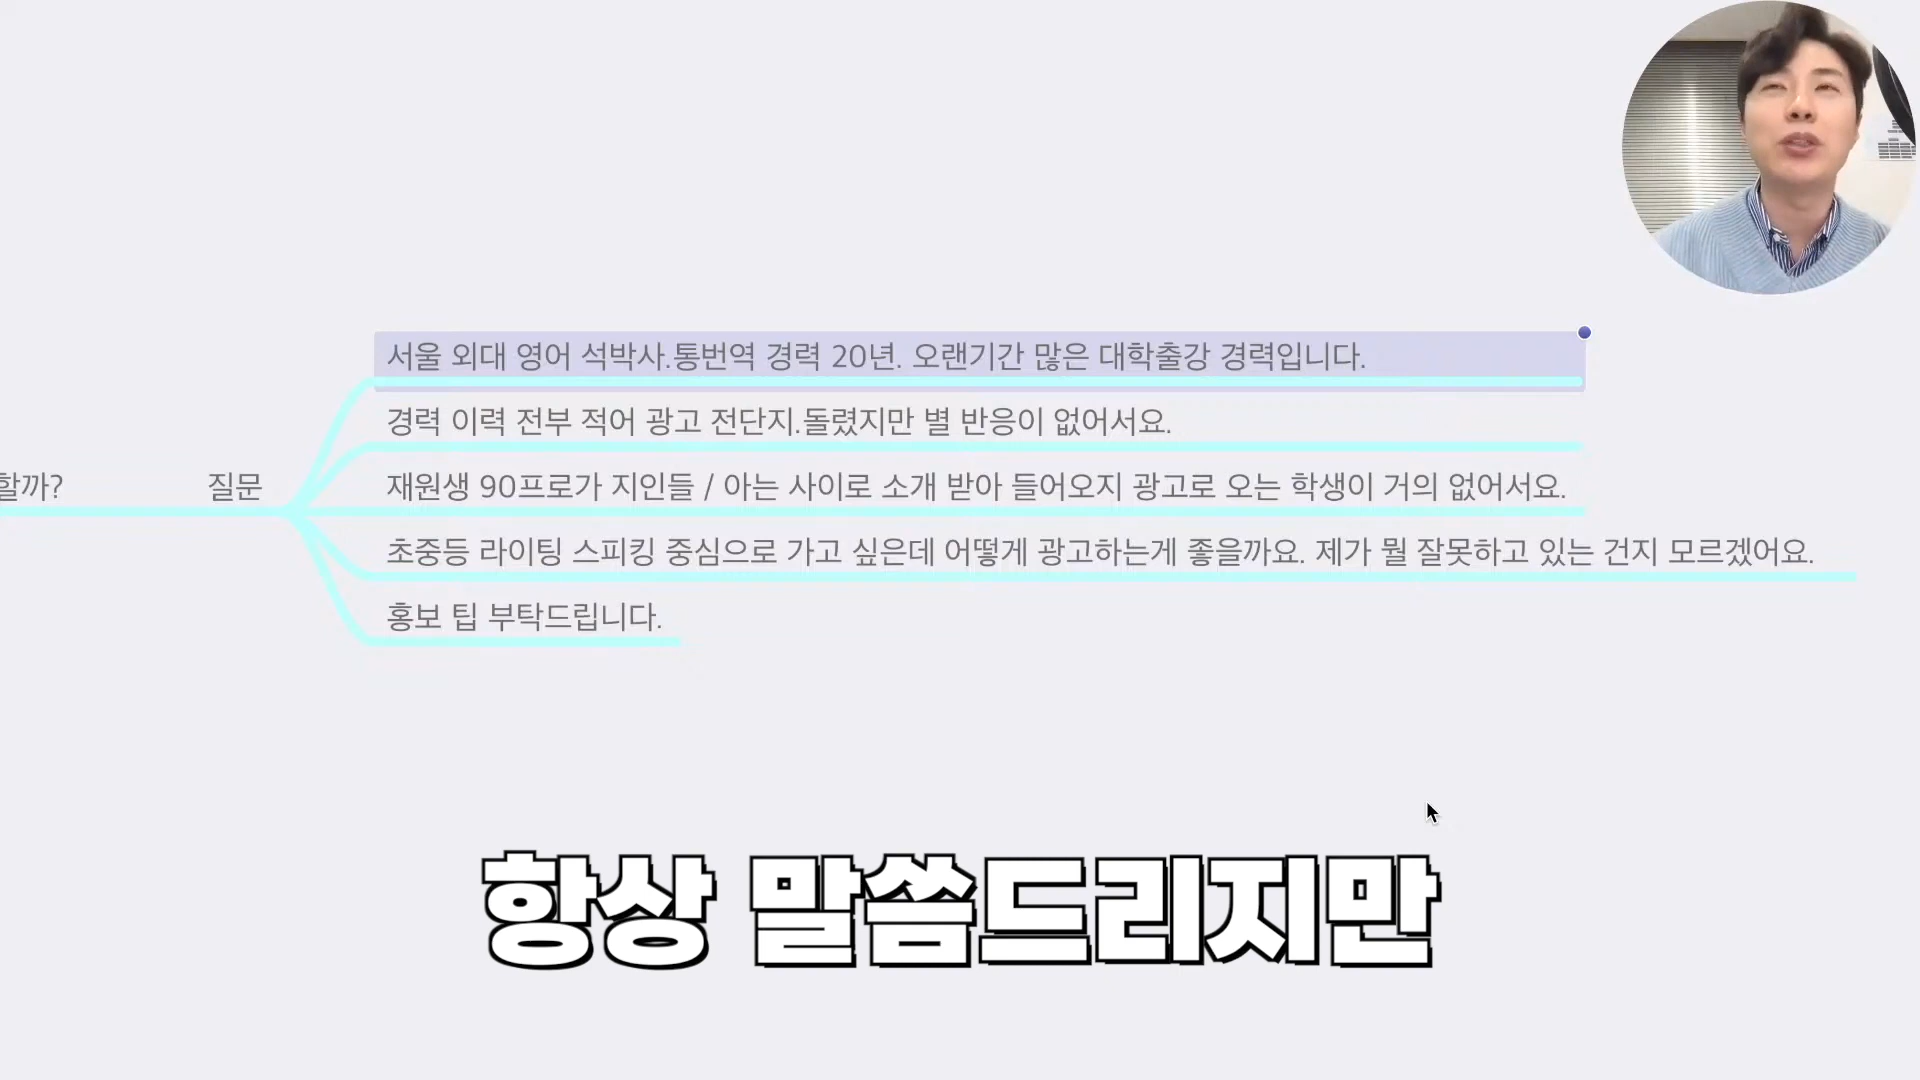 서울 외대 영어 석박사.통번역 경력 20년. 오랜기간 많은 대학출강 경력입니다.
경력 이력 전부 적어 광고 전단지.돌렸지만 별 반응이 없어서요.
할까?
질문
재원생 90프로가 지인들 / 아는 사이로 소개 받아 들어오지 광고로 오는 학생이 거의 없어서요.
초중등 라이팅 스피킹 중심으로 가고 싶은데 어떻게 광고하는게 좋을까요. 제가 뭘 잘못하고 있는 건지 모르겠어요.
홍보 팁 부탁드립니다.
항상 말씀드리지만